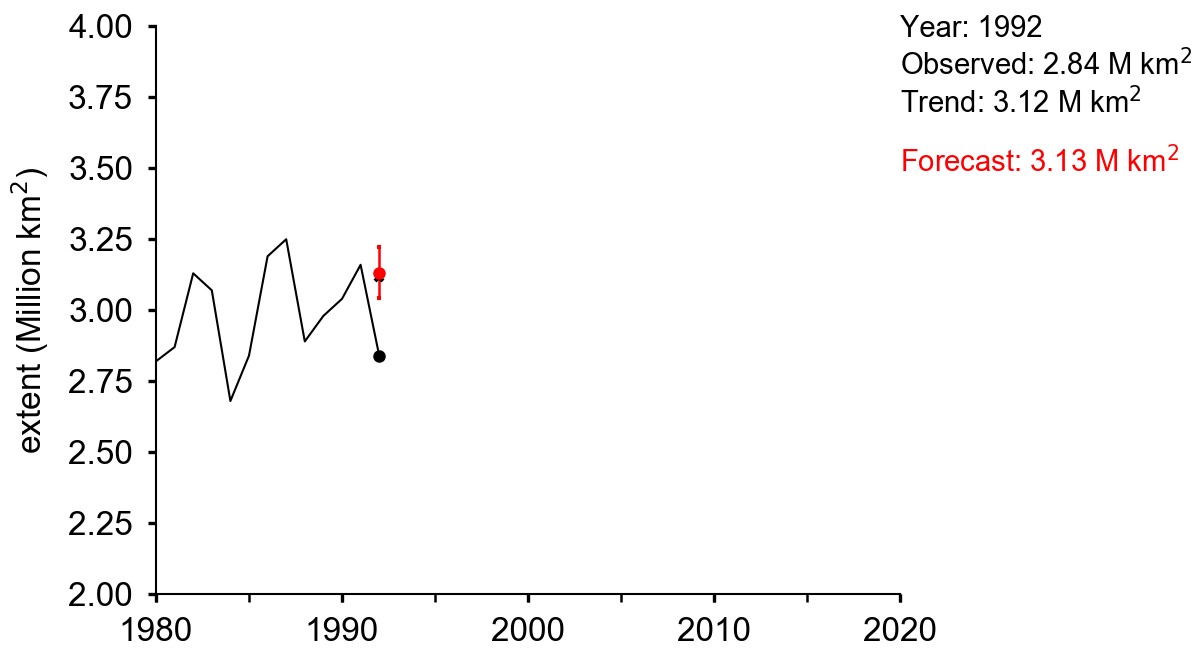 4.00
3.75
3.50
3.25
3.00
2.75
2.50
2.25
2.00
extent (Million km²)
1980 1990 2000 2010 2020
Year: 1992
Observed: 2.84 M km²
Trend: 3.12 M km²
Forecast: 3.13 M km²